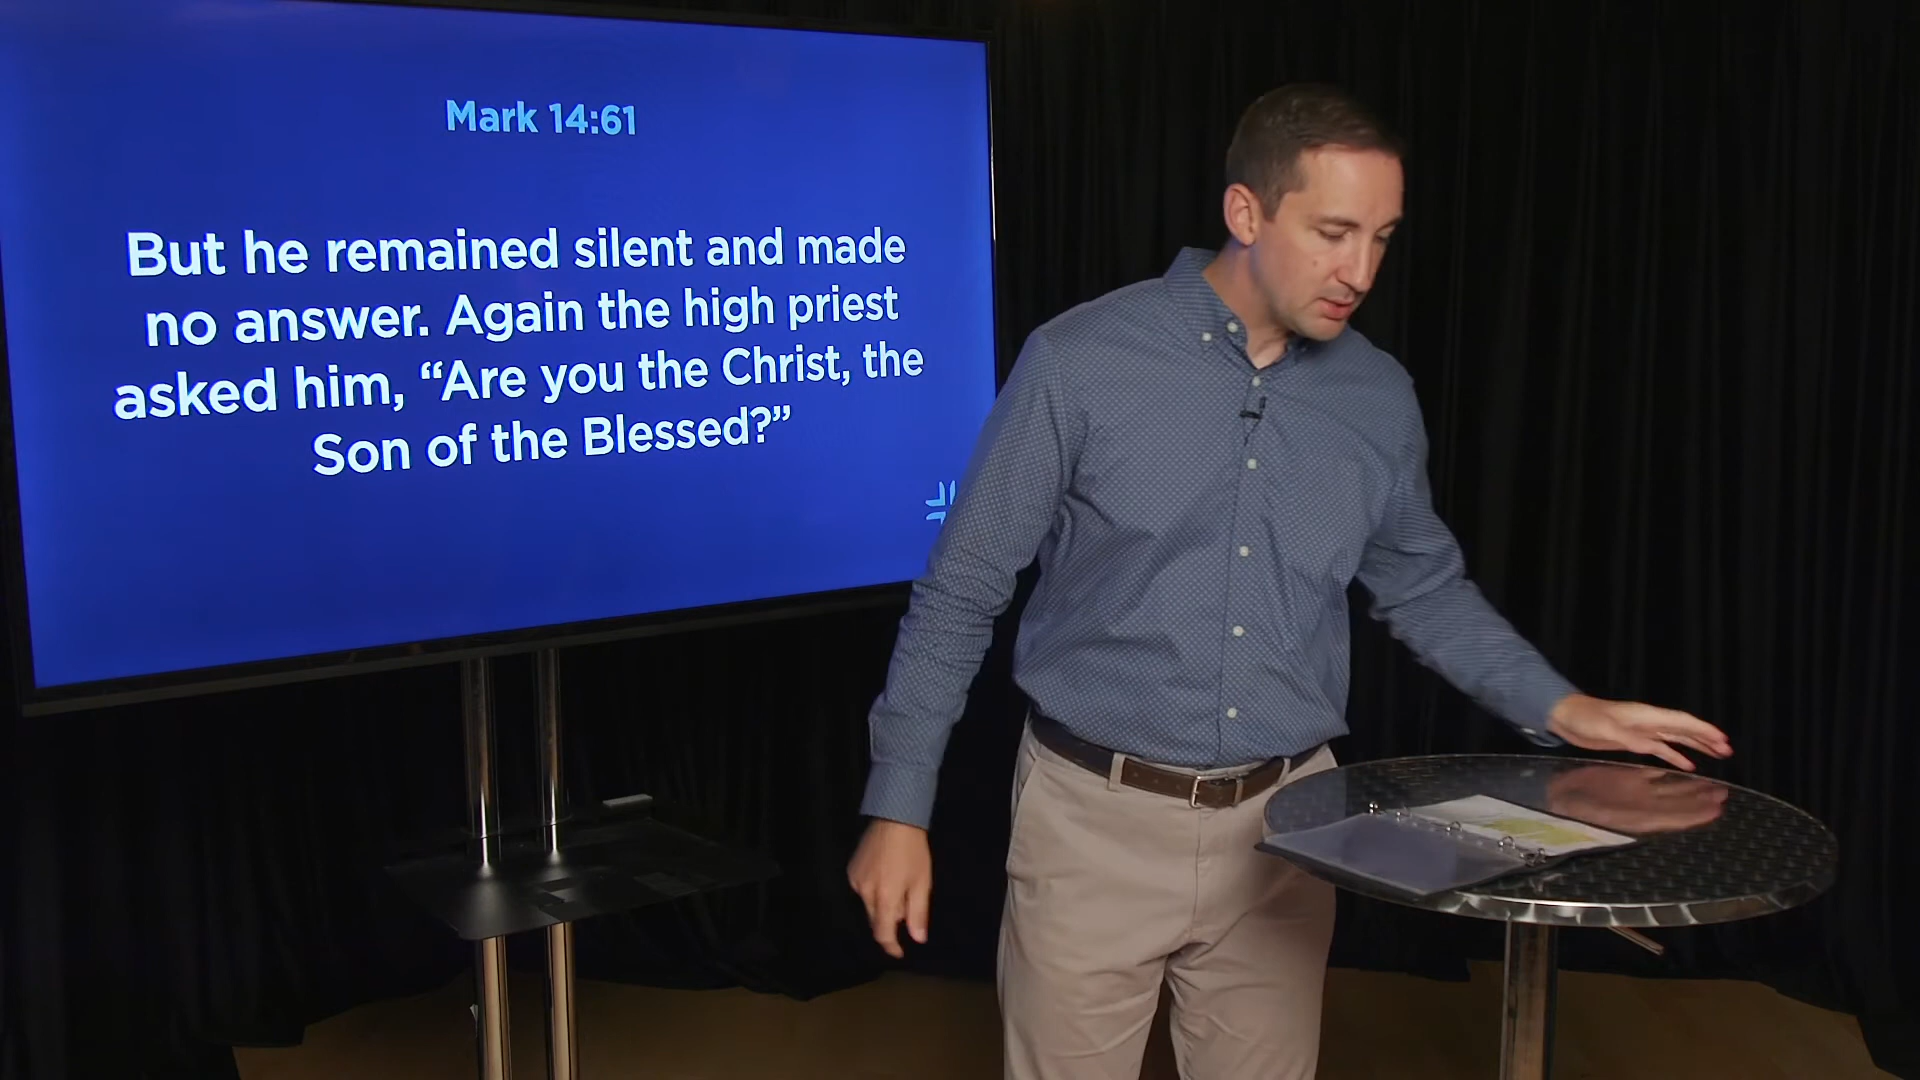 Mark 14:61
But he remained silent and made
no answer. Again the high priest
asked him, “Are you the Christ, the
Son of the Blessed?”